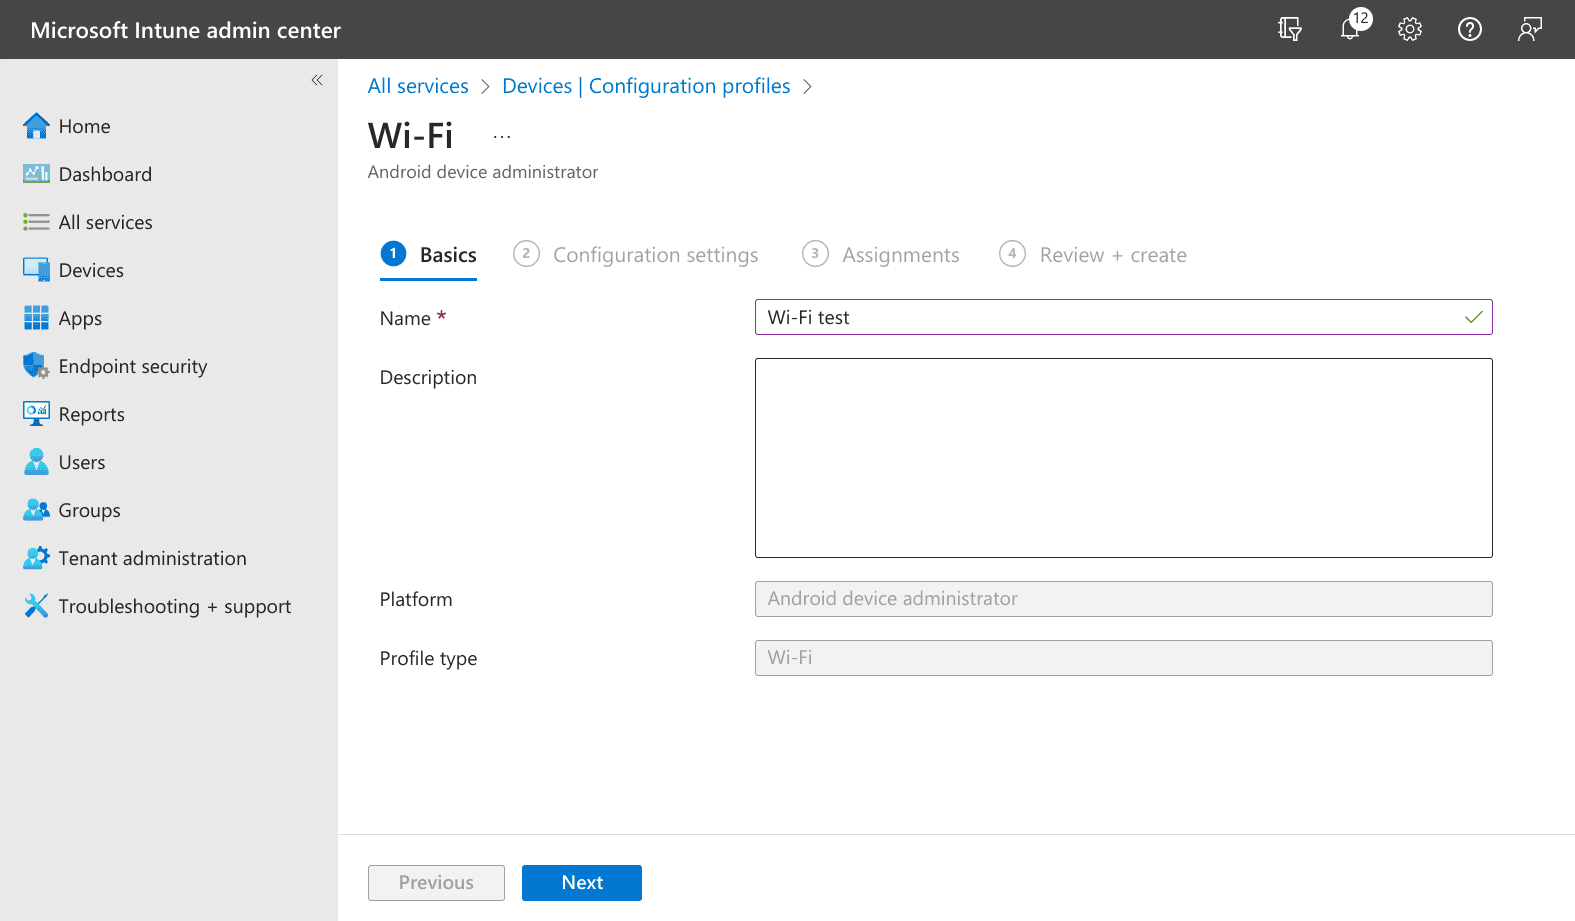 Microsoft Intune admin center
12
All services > Devices | Configuration profiles >
Home
Dashboard
All services
Devices
Apps
Endpoint security
Reports
Users
Groups
Tenant administration
Troubleshooting + support
Wi-Fi ...
Android device administrator
1 Basics 2 Configuration settings 3 Assignments 4 Review + create
Name * Wi-Fi test
Description
Platform Android device administrator
Profile type Wi-Fi
Previous Next